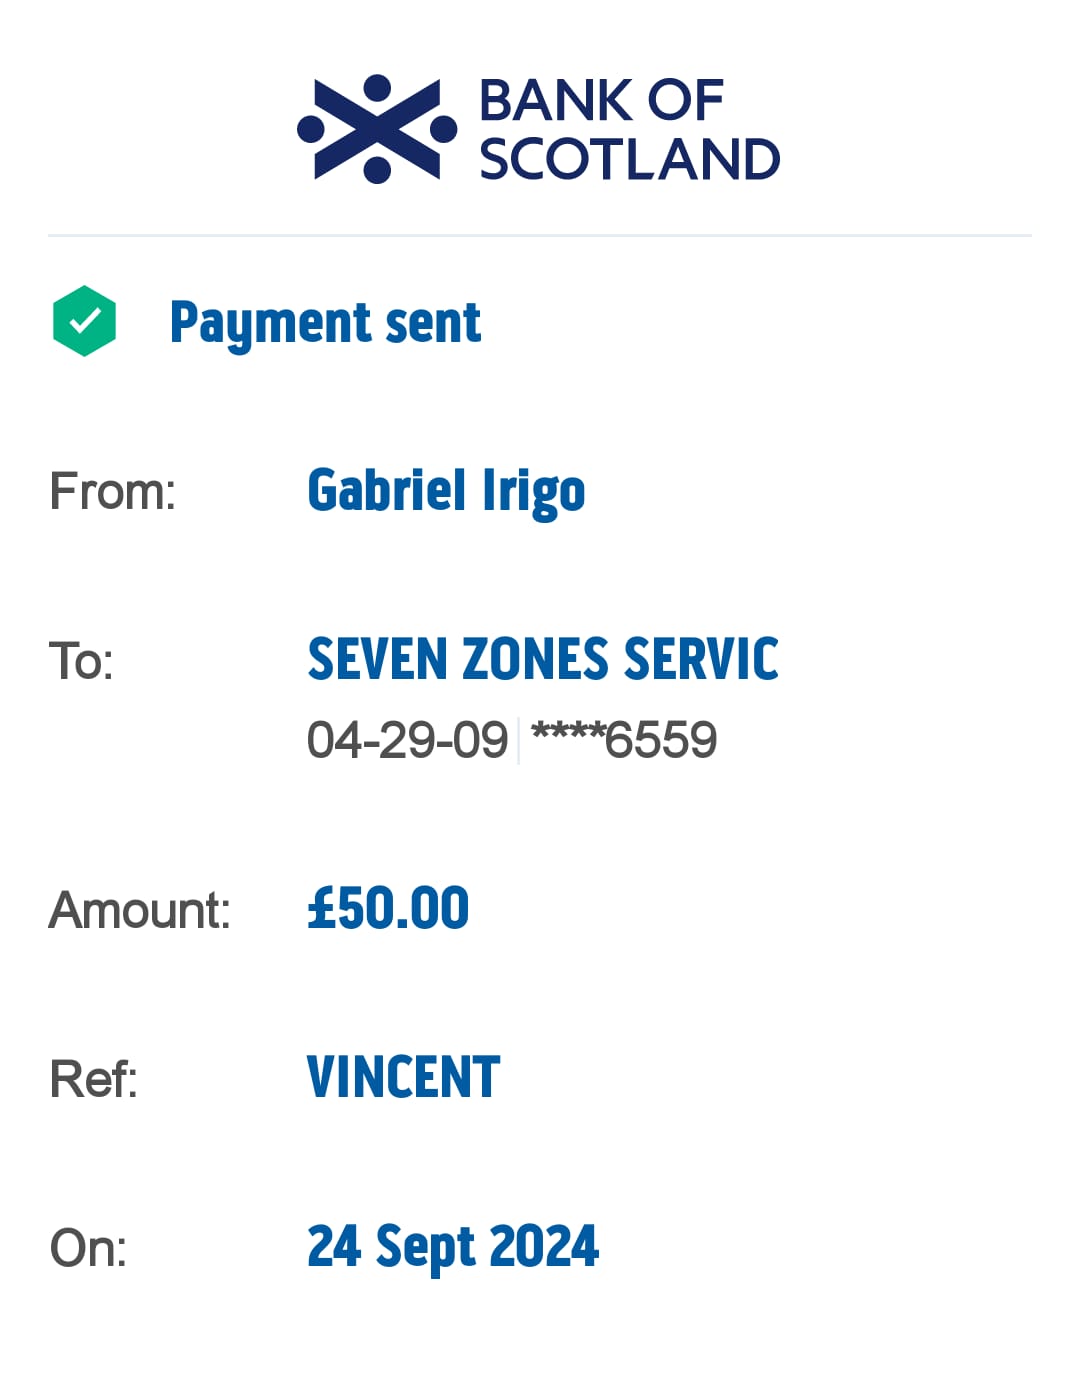 BANK OF
SCOTLAND
Payment sent
From: Gabriel Irigo
To: SEVEN ZONES SERVIC
04-29-09 ****6559
Amount: £50.00
Ref: VINCENT
On: 24 Sept 2024